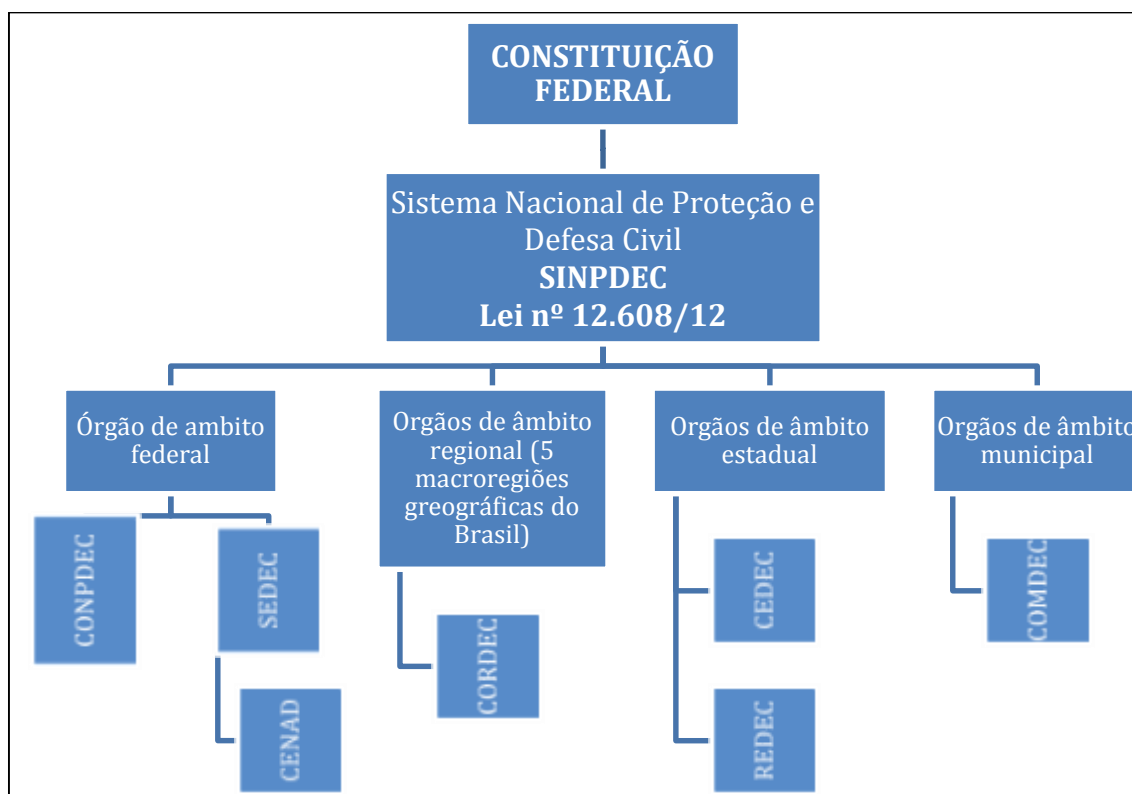 CONSTITUIÇÃO
FEDERAL
Sistema Nacional de Proteção e
Defesa Civil
SINPDEC
Lei nº 12.608/12
Órgão de ambito
federal
Orgãos de âmbito
regional (5
macroregiões
greográficas do
Brasil)
Orgãos de âmbito
estadual
Orgãos de âmbito
municipal
CONPDEC
SEDEC
CENAD
CORDEC
CEDEC
REDEC
COMDEC